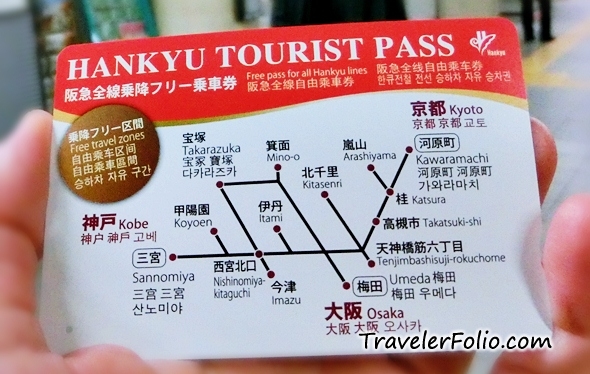 HANKYU TOURIST PASS
Hankyu
阪急全線乗降フリー乗車券
Free pass for all Hankyu lines
阪急全線自由乘車券
阪急全线自由乘车券
한큐전철 전선 승하차 자유 승차권
乗降フリー区間
Free travel zones
自由乘车区间
自由乘車區間
승하차 자유 구간
宝塚
Takarazuka
宝冢 寶塚
다카라즈카
箕面
Mino-o
北千里
Kitasenri
嵐山
Arashiyama
京都 Kyoto
京都 京都 교토
河原町
Kawaramachi
河原町 河原町
가와라마치
桂 Katsura
高槻市 Takatsuki-shi
天神橋筋六丁目
Tenjimbashisuji-rokuchome
神戸 Kobe
神户 神戶 고베
甲陽園
Koyoen
伊丹
Itami
三宮
Sannomiya
三宫 三宮
산노미야
西宮北口
Nishinomiya-
kitaguchi
今津
Imazu
梅田
Umeda 梅田
梅田 우메다
大阪 Osaka
大阪 大阪 오사카
TravelerFolio.com